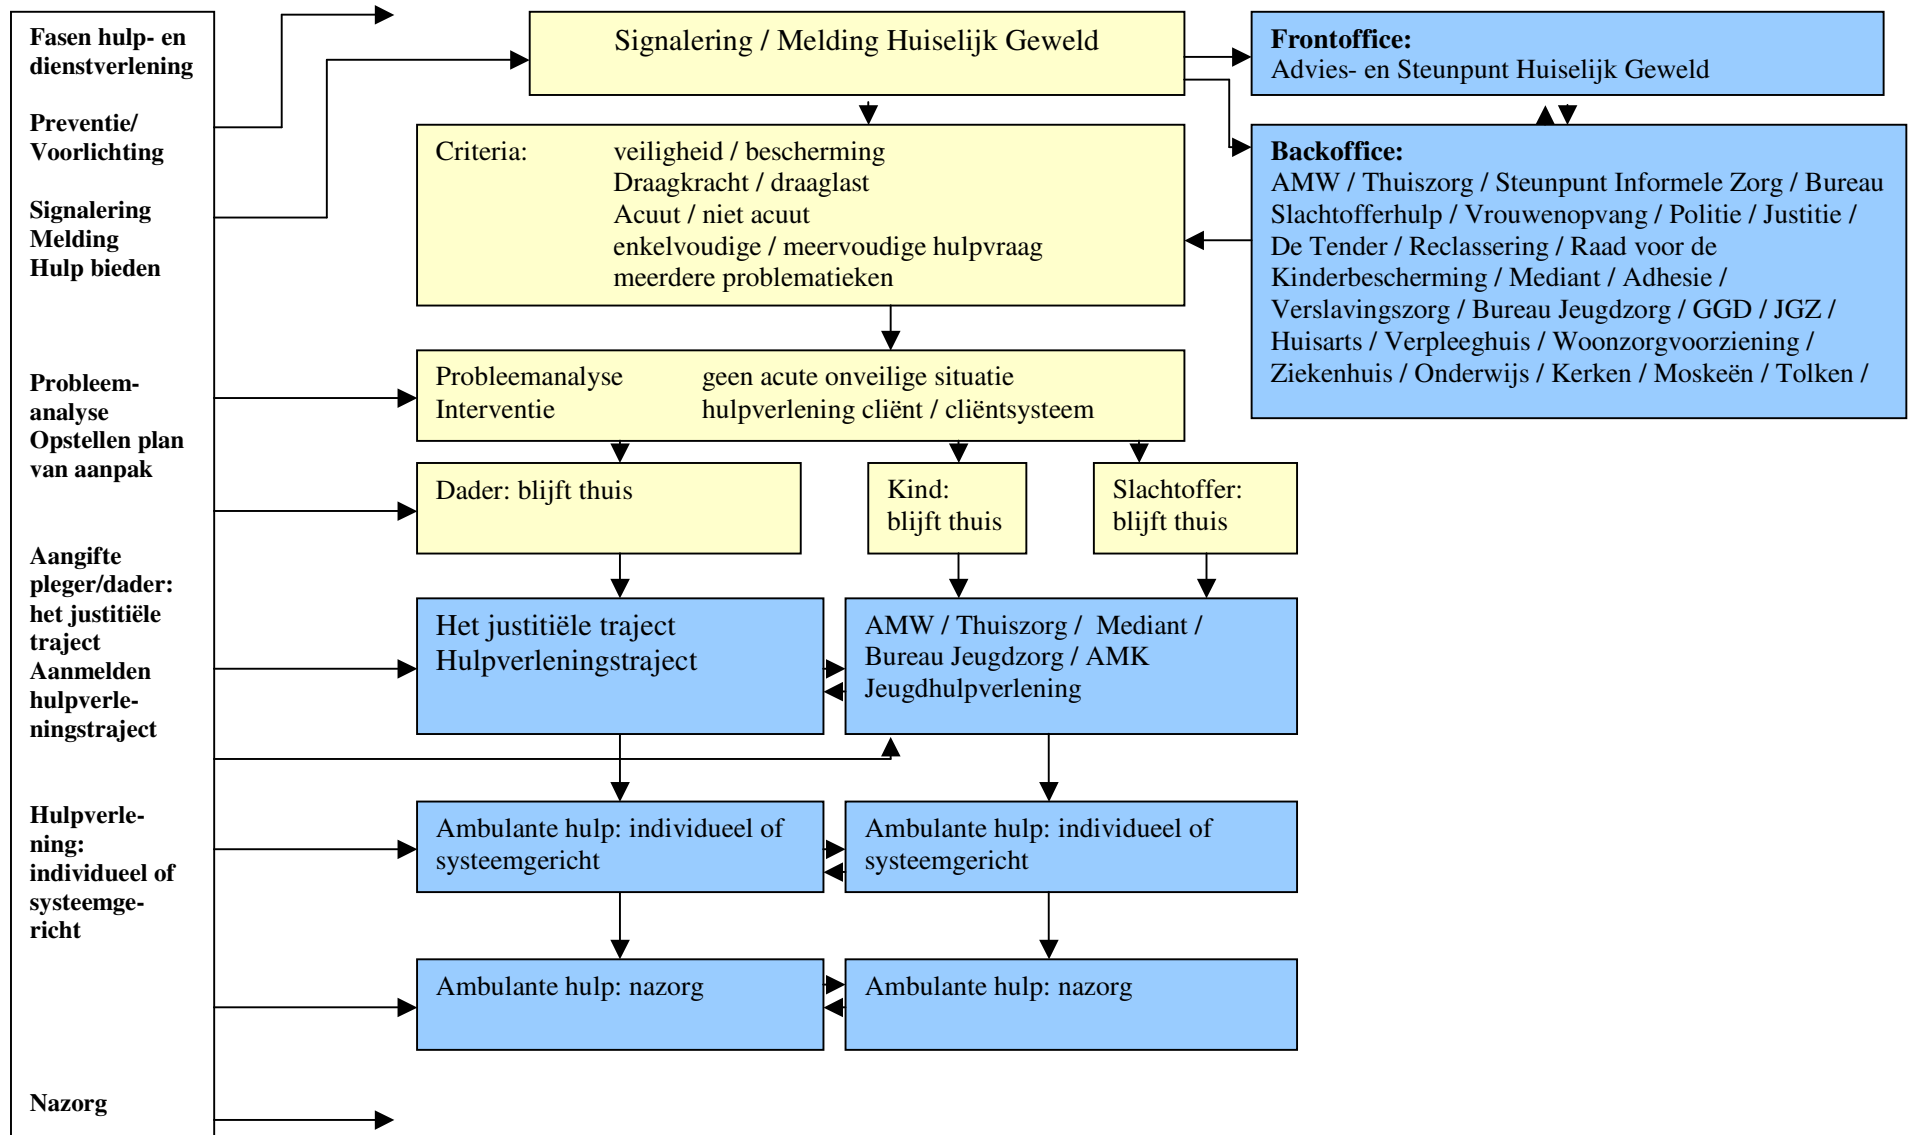 Fasen hulp- en
dienstverlening
Preventie/
Voorlichting
Signalering
Melding
Hulp bieden
Probleem-
analyse
Opstellen plan
van aanpak
Aangifte
pleger/dader:
het justitiële
traject
Aanmelden
hulpverle-
ningstraject
Hulpverle-
ning:
individueel of
systeemge-
richt
Nazorg
Signalering / Melding Huiselijk Geweld
Frontoffice:
Advies- en Steunpunt Huiselijk Geweld
Criteria: veiligheid / bescherming
Draagkracht / draaglast
Acuut / niet acuut
enkelvoudige / meervoudige hulpvraag
meerdere problematieken
Backoffice:
AMW / Thuiszorg / Steunpunt Informele Zorg / Bureau
Slachtofferhulp / Vrouwenopvang / Politie / Justitie /
De Tender / Reclassering / Raad voor de
Kinderbescherming / Mediant / Adhesie /
Verslavingszorg / Bureau Jeugdzorg / GGD / JGZ /
Huisarts / Verpleeghuis / Woonzorgvoorziening /
Ziekenhuis / Onderwijs / Kerken / Moskeën / Tolken /
Probleemanalyse geen acute onveilige situatie
Interventie hulpverlening cliënt / cliëntsysteem
Dader: blijft thuis
Kind:
blijft thuis
Slachtoffer:
blijft thuis
Het justitiële traject
Hulpverleningstraject
AMW / Thuiszorg / Mediant /
Bureau Jeugdzorg / AMK
Jeugdhulpverlening
Ambulante hulp: individueel of
systeemgericht
Ambulante hulp: individueel of
systeemgericht
Ambulante hulp: nazorg
Ambulante hulp: nazorg